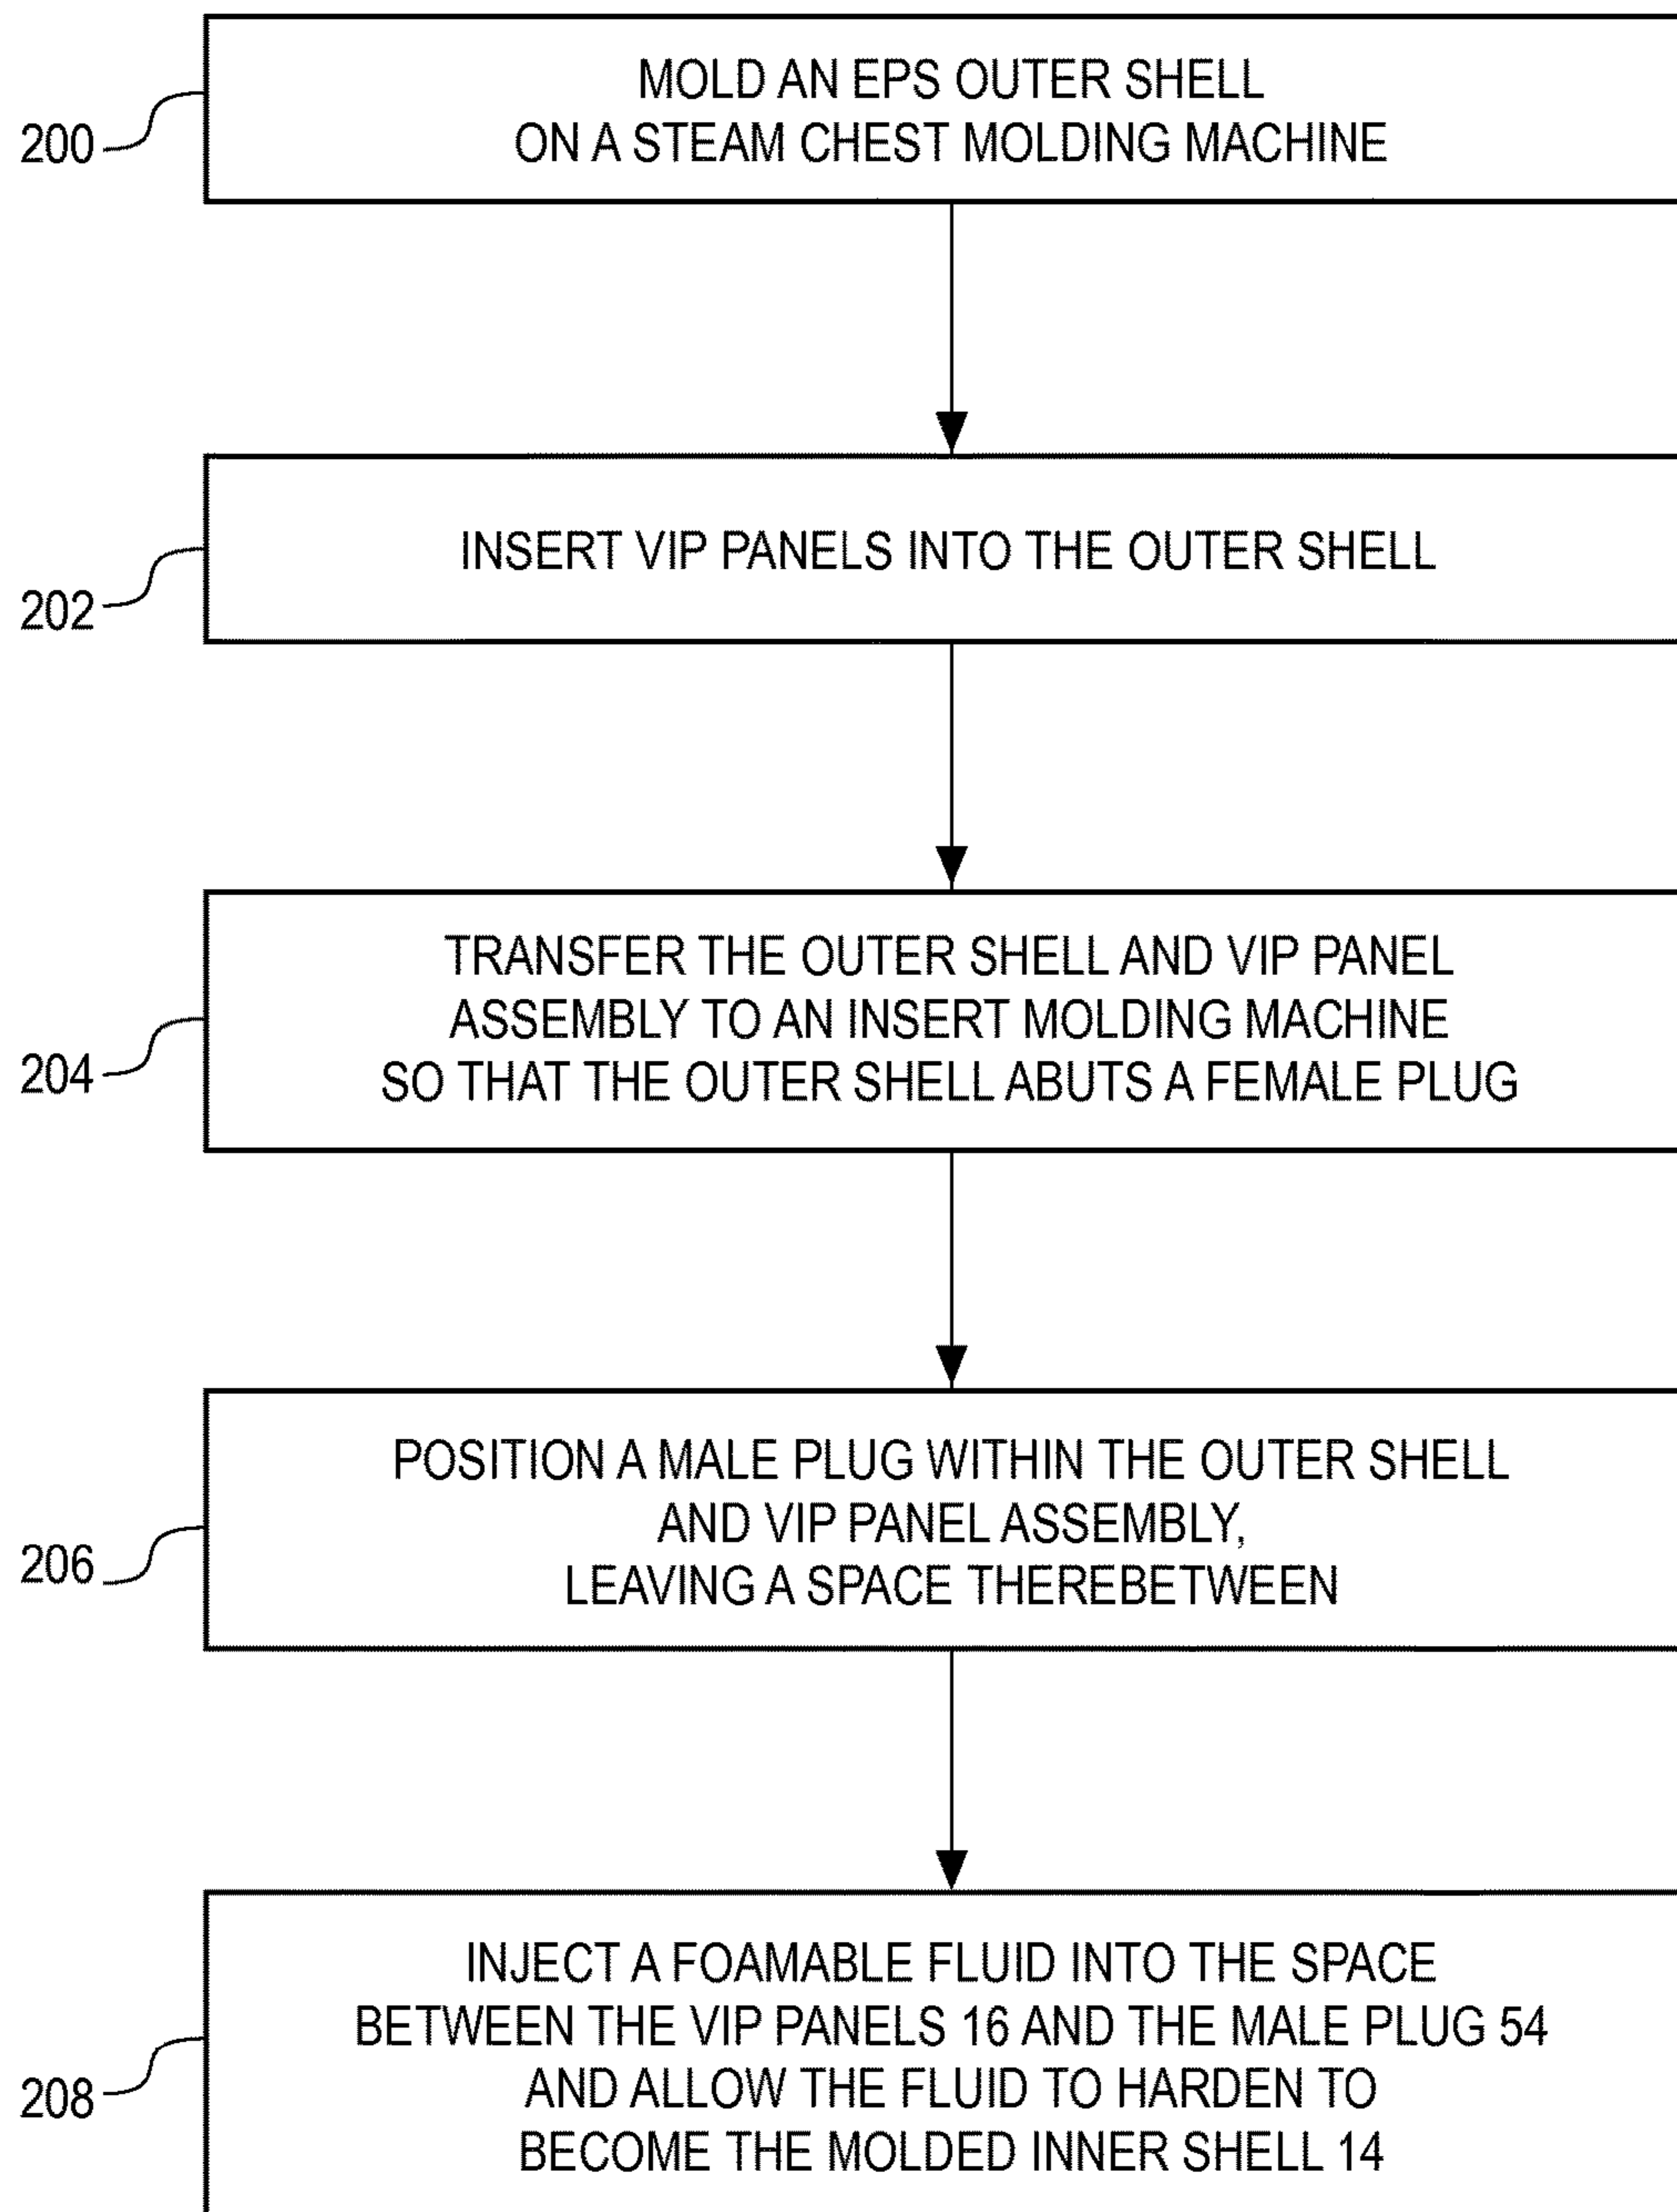 200
MOLD AN EPS OUTER SHELL
ON A STEAM CHEST MOLDING MACHINE
202
INSERT VIP PANELS INTO THE OUTER SHELL
204
TRANSFER THE OUTER SHELL AND VIP PANEL
ASSEMBLY TO AN INSERT MOLDING MACHINE
SO THAT THE OUTER SHELL ABUTS A FEMALE PLUG
206
POSITION A MALE PLUG WITHIN THE OUTER SHELL
AND VIP PANEL ASSEMBLY,
LEAVING A SPACE THEREBETWEEN
208
INJECT A FOAMABLE FLUID INTO THE SPACE
BETWEEN THE VIP PANELS 16 AND THE MALE PLUG 54
AND ALLOW THE FLUID TO HARDEN TO
BECOME THE MOLDED INNER SHELL 14